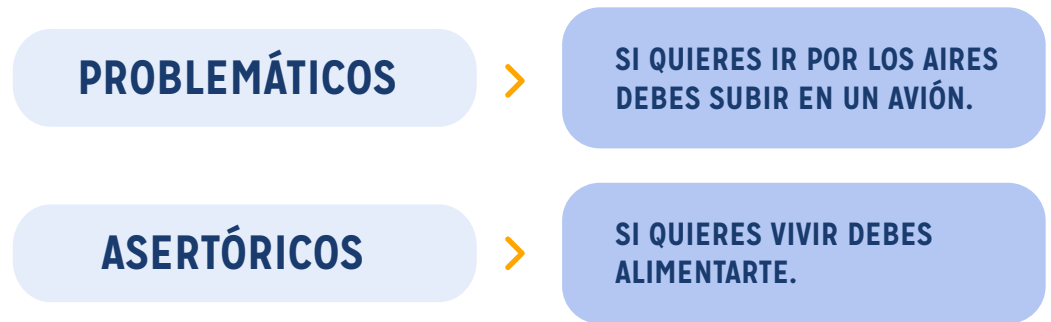 PROBLEMÁTICOS
SI QUIERES IR POR LOS AIRES
DEBES SUBIR EN UN AVIÓN.
ASERTÓRICOS
SI QUIERES VIVIR DEBES
ALIMENTARTE.